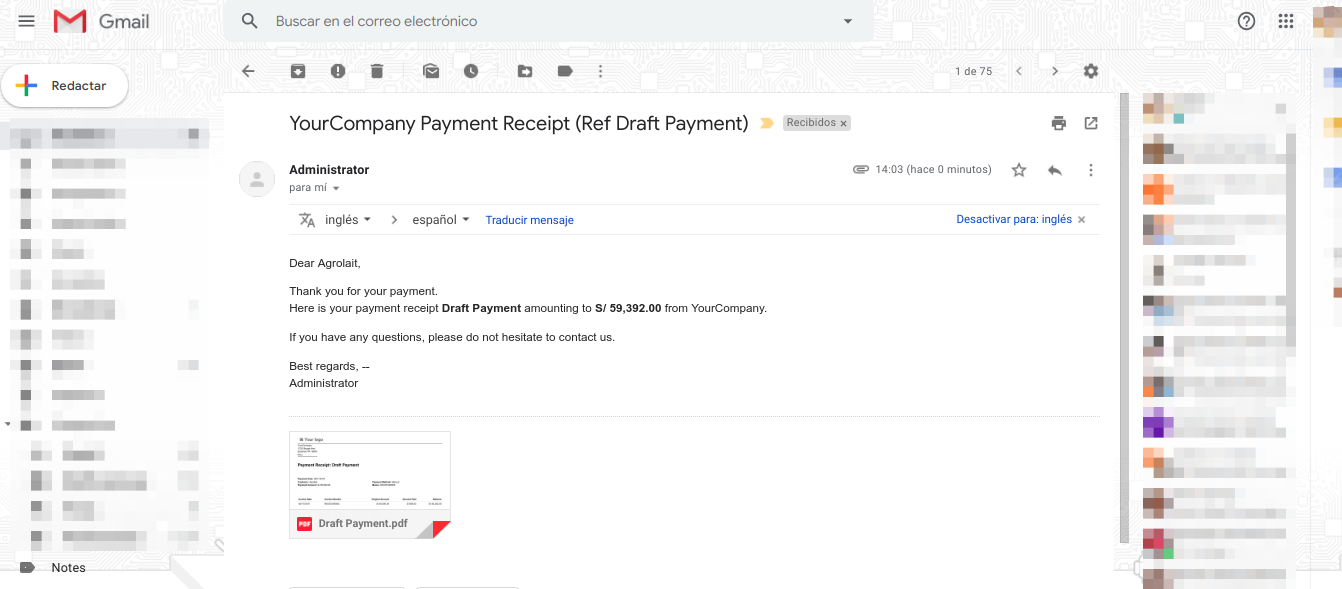 Gmail
Buscar en el correo electrónico
Redactar
1 de 75
YourCompany Payment Receipt (Ref Draft Payment)
Recibidos x
Administrator
14:03 (hace 0 minutos)
para mí
inglés
español
Traducir mensaje
Desactivar para: inglés x
Dear Agrolait,
Thank you for your payment.
Here is your payment receipt Draft Payment amounting to S/ 59,392.00 from YourCompany.
If you have any questions, please do not hesitate to contact us.
Best regards, --
Administrator
Your logo
Payment Receipt: Draft Payment
PDF Draft Payment.pdf
Notes